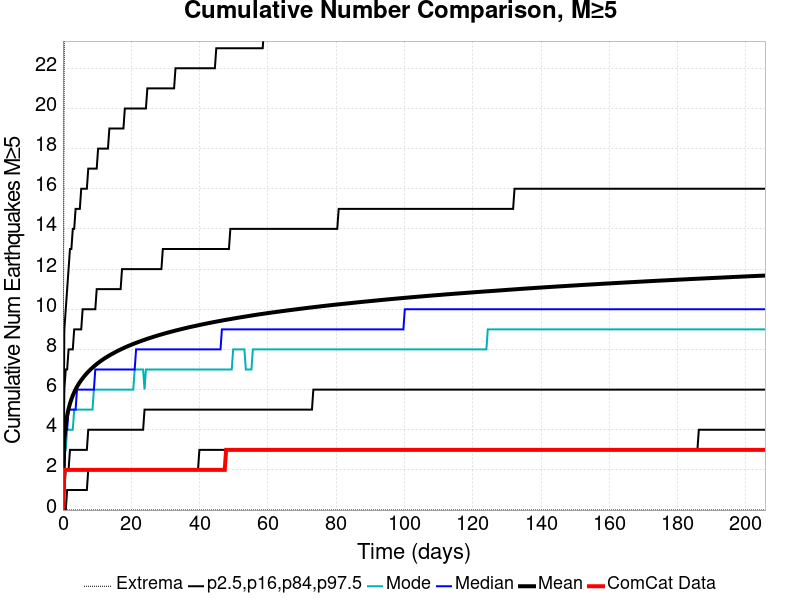 Cumulative Number Comparison, M≥5
Cumulative Num Earthquakes M≥5
22
20
18
16
14
12
10
8
6
4
2
0
0 20 40 60 80 100 120 140 160 180 200
Time (days)
Extrema p2.5,p16,p84,p97.5 Mode Median Mean ComCat Data